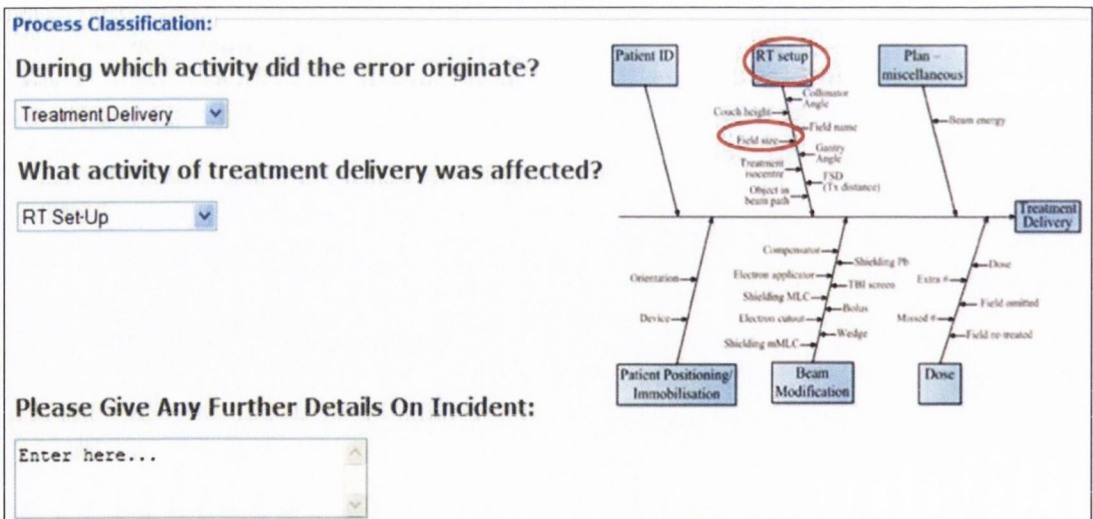 Process Classification:
During which activity did the error originate?
Treatment Delivery
What activity of treatment delivery was affected?
RT Set-Up
Please Give Any Further Details On Incident:
Enter here...
Patient ID
RT setup
Plan –
miscellaneous
Collimator
Angle
Couch height
Field name
Field size
Gantry
Angle
Treatment
isocentre
FSD
(Tx distance)
Object in
beam path
Beam energy
Treatment
Delivery
Orientation
Device
Compensator
Shielding Pb
Electron applicator
TBI screen
Shielding MLC
Bolus
Electron cutout
Wedge
Shielding mMLC
Dose
Extra #
Field omitted
Missed #
Field re-treated
Patient Positioning/
Immobilisation
Beam
Modification
Dose